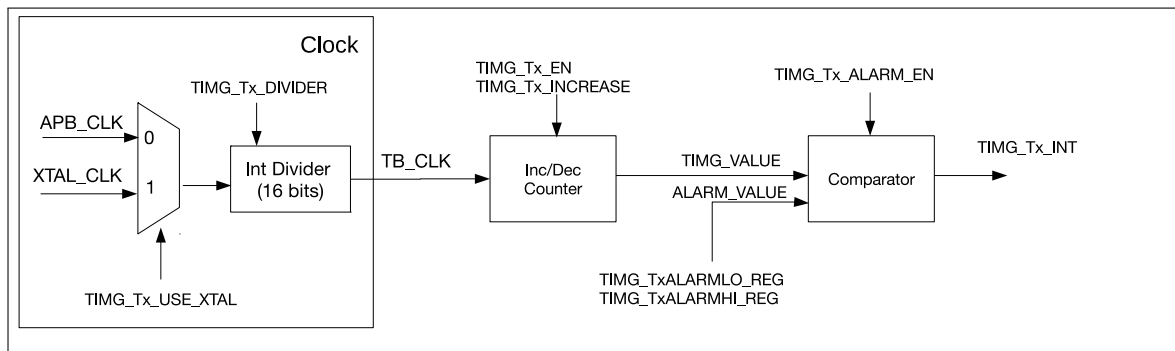 Clock
TIMG_Tx_DIVIDER
APB_CLK
0
XTAL_CLK
1
Int Divider
(16 bits)
TIMG_Tx_USE_XTAL
TB_CLK
TIMG_Tx_EN
TIMG_Tx_INCREASE
Inc/Dec
Counter
TIMG_VALUE
ALARM_VALUE
TIMG_TxALARMLO_REG
TIMG_TxALARMHI_REG
TIMG_Tx_ALARM_EN
Comparator
TIMG_Tx_INT